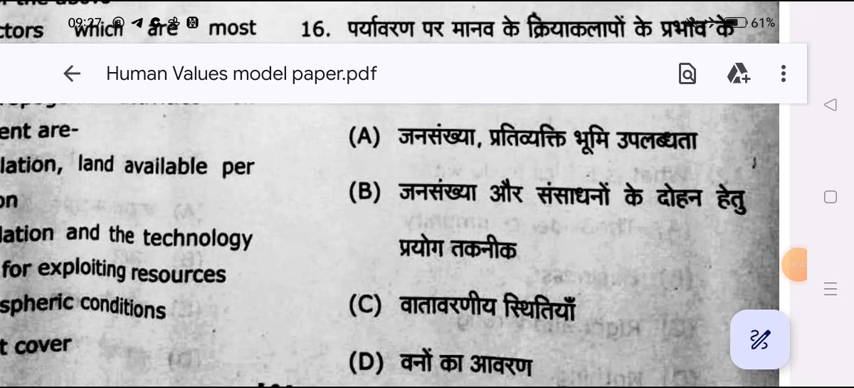 09:27 61%
ctors which are most
16. पर्यावरण पर मानव के क्रियाकलापों के प्रभाव के
Human Values model paper.pdf
ent are-
lation, land available per
on
lation and the technology
for exploiting resources
spheric conditions
t cover
(A) जनसंख्या, प्रतिव्यक्ति भूमि उपलब्धता
(B) जनसंख्या और संसाधनों के दोहन हेतु
प्रयोग तकनीक
(C) वातावरणीय स्थितियाँ
(D) वनों का आवरण